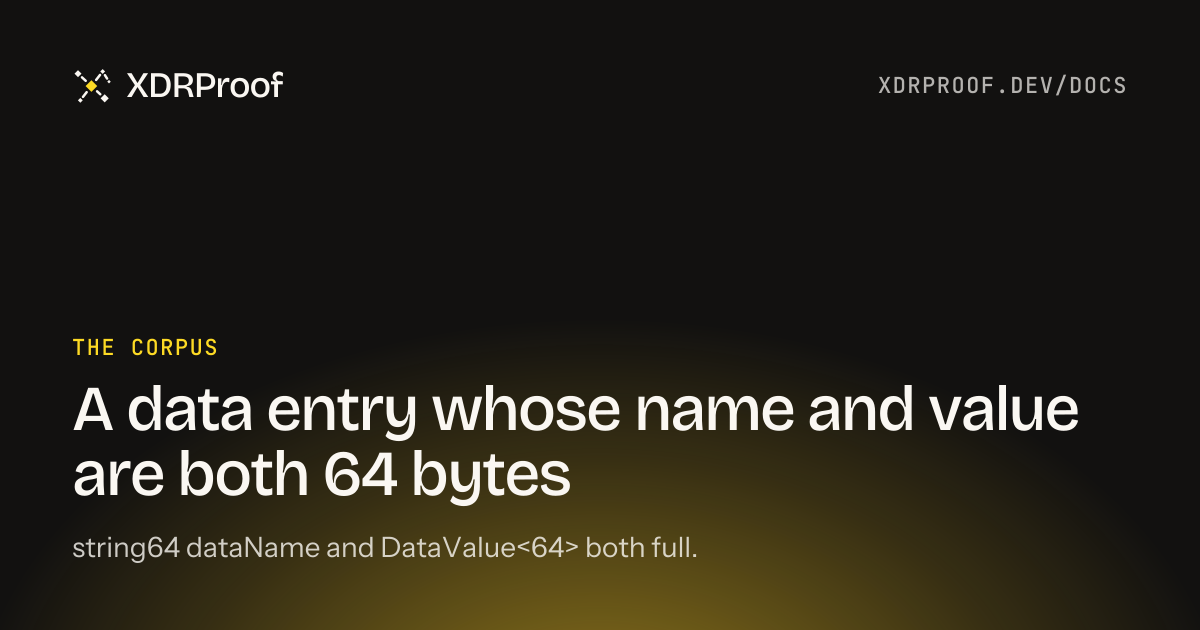 XDRProof
XDRPROOF.DEV/DOCS
THE CORPUS
A data entry whose name and value
are both 64 bytes
string64 dataName and DataValue<64> both full.